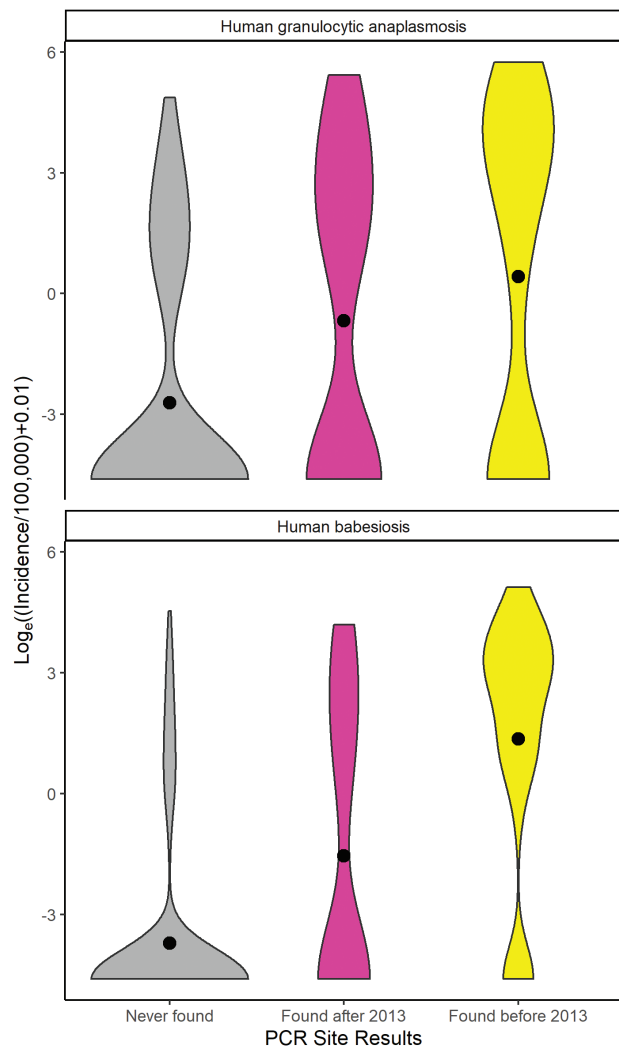 Human granulocytic anaplasmosis
6
3
0
-3
Human babesiosis
6
3
0
-3
Logₑ((Incidence/100,000)+0.01)
Never found
Found after 2013
Found before 2013
PCR Site Results